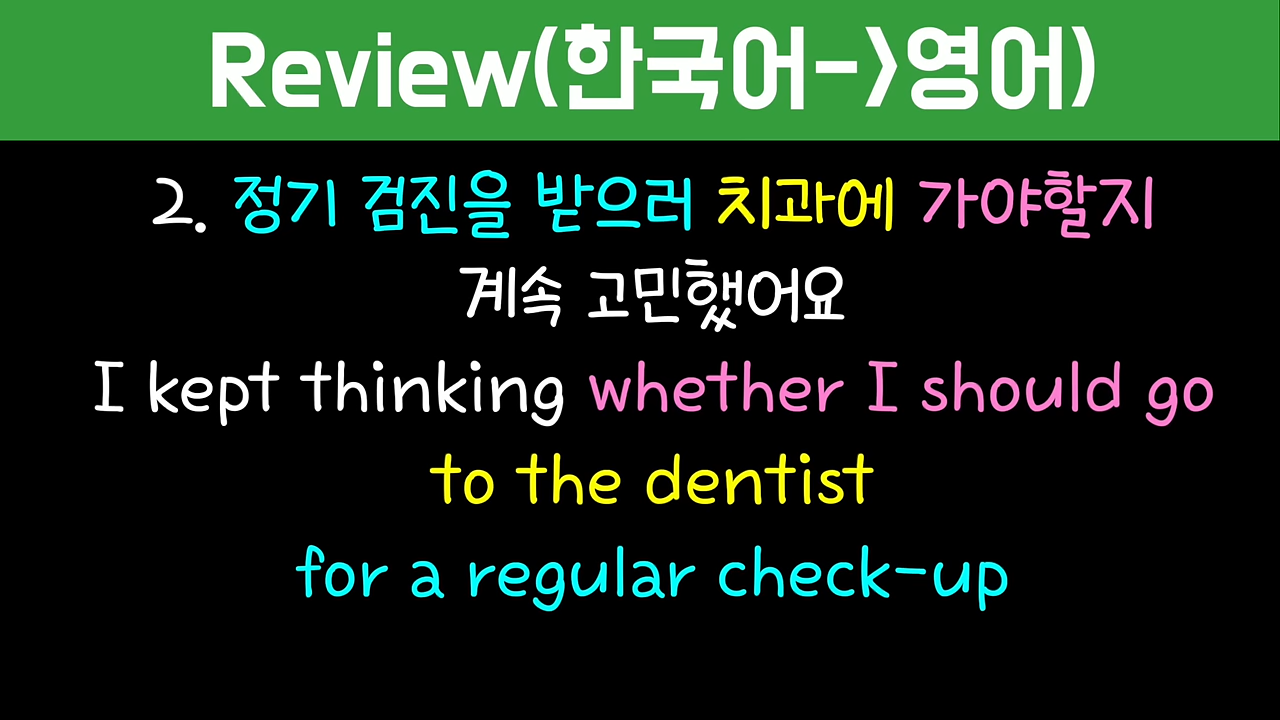 Review(한국어->영어)
2. 정기 검진을 받으러 치과에 가야할지
계속 고민했어요
I kept thinking whether I should go
to the dentist
for a regular check-up